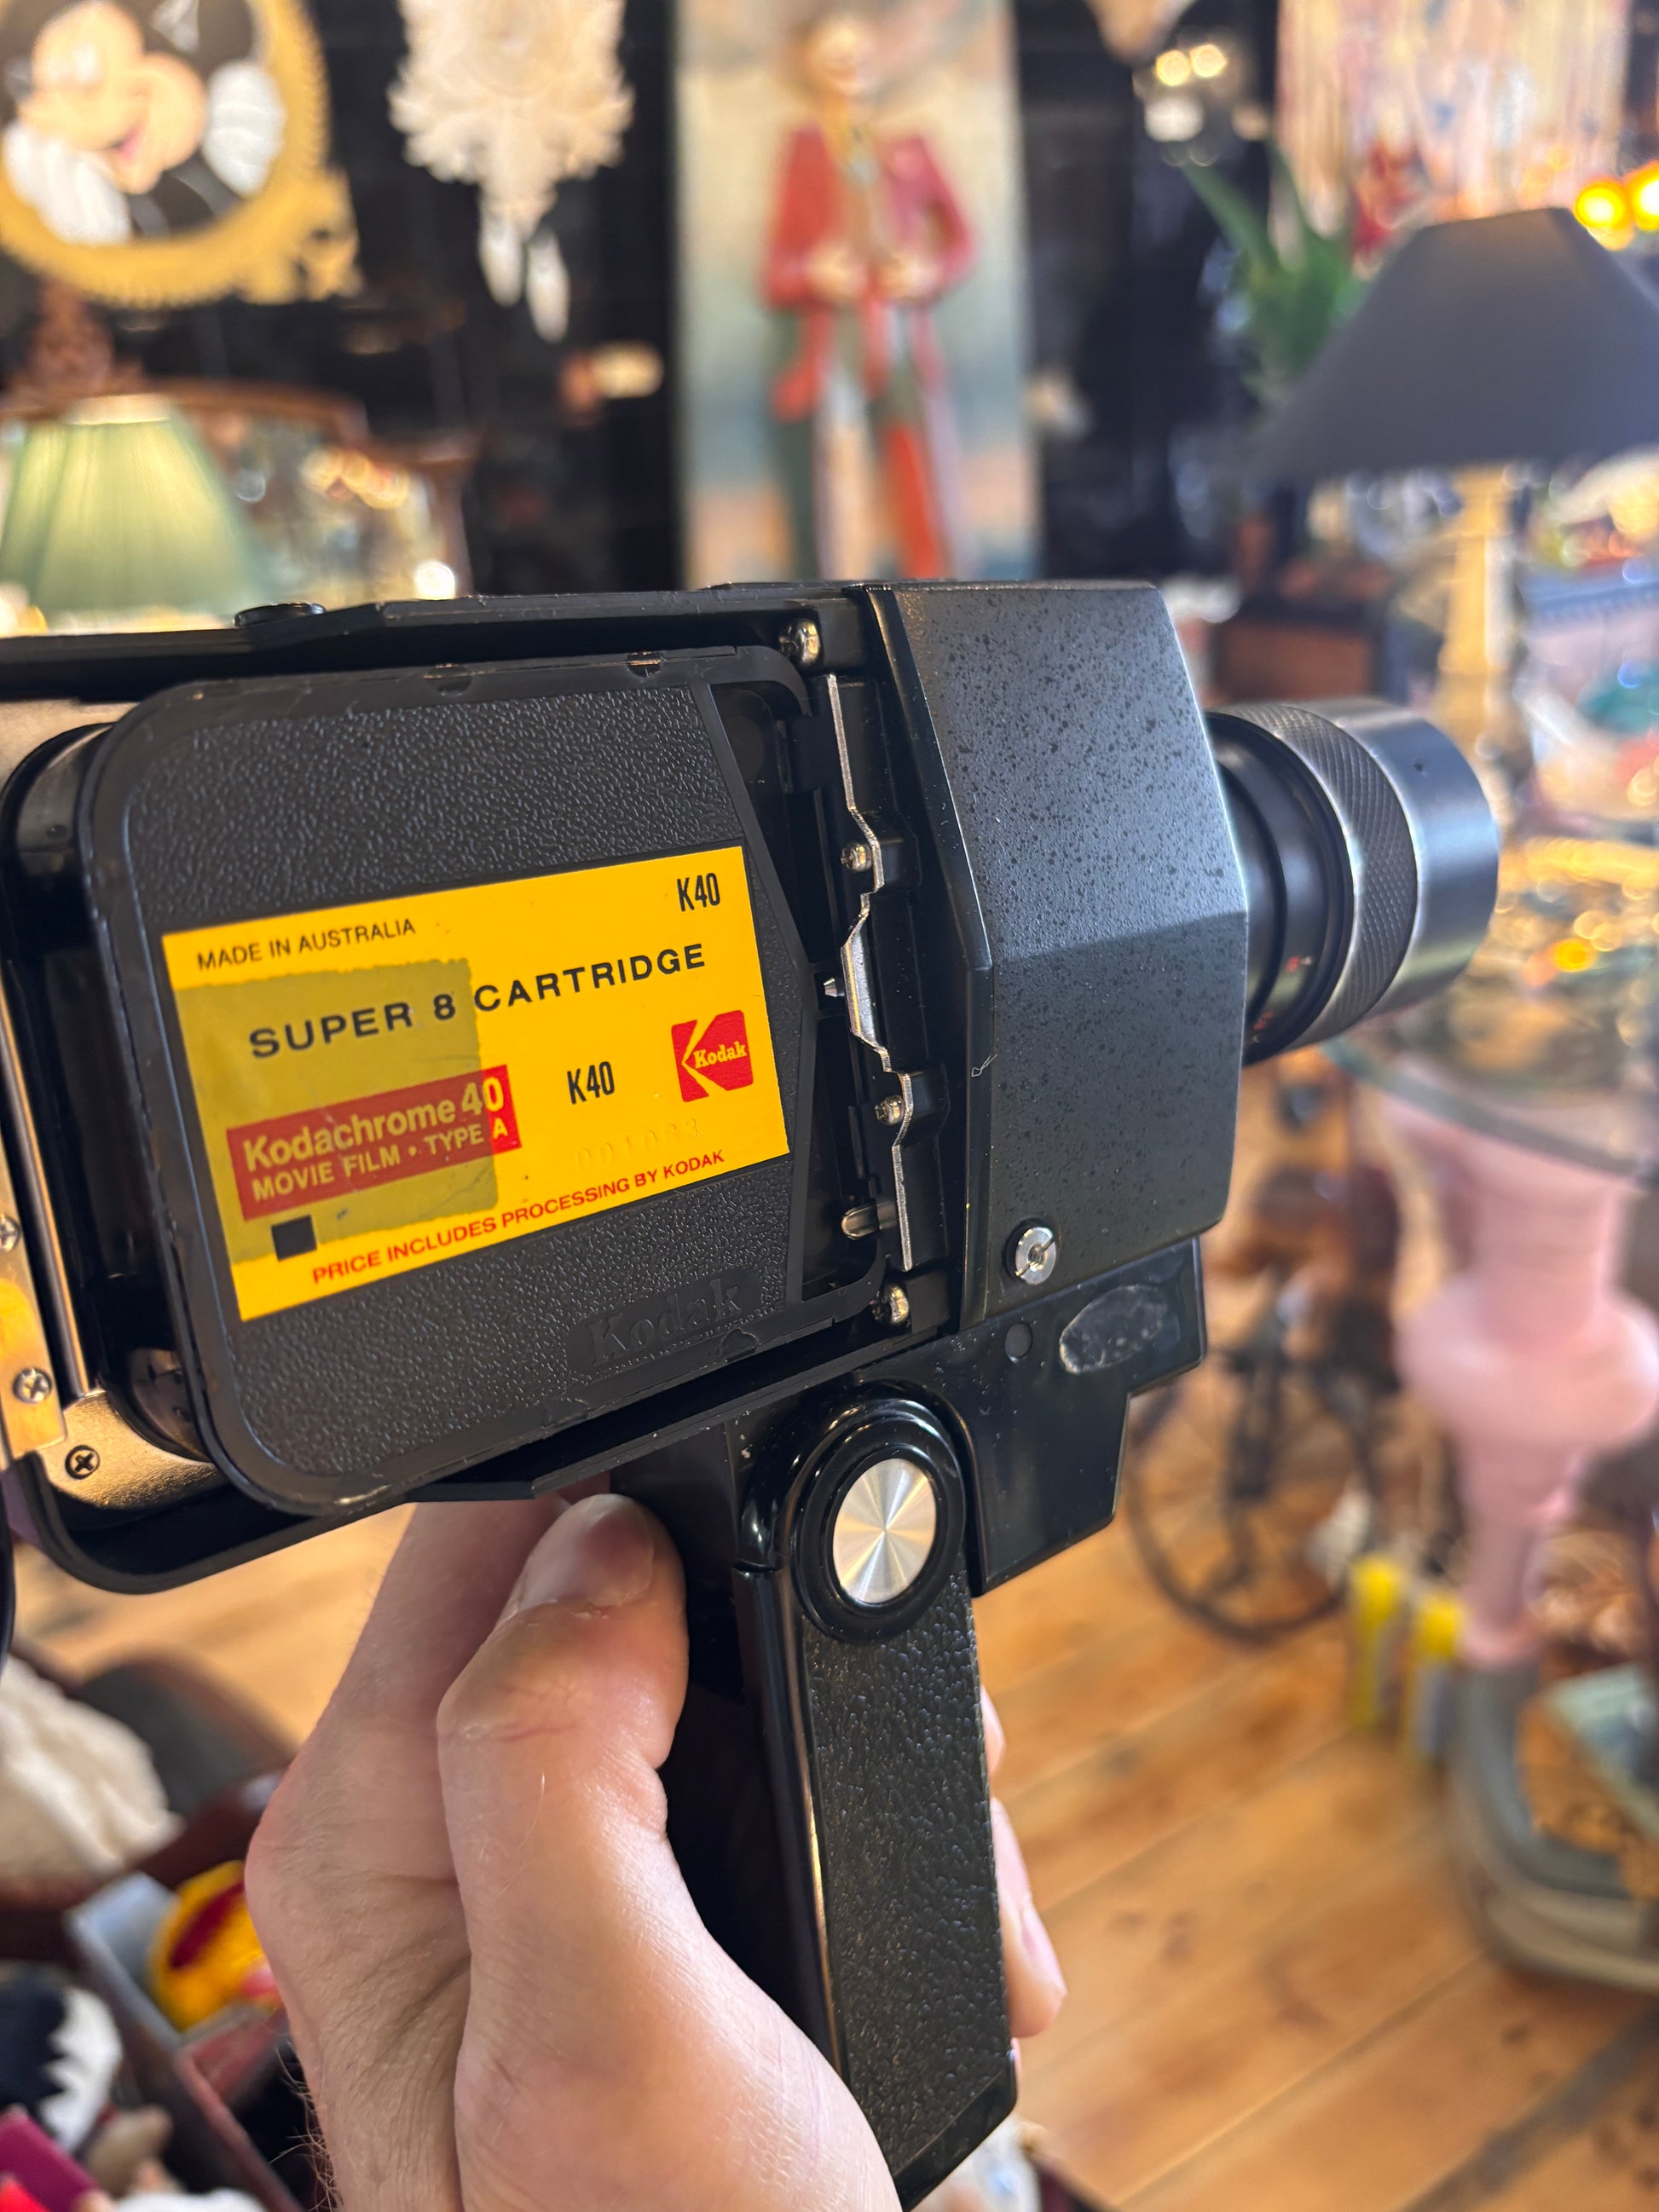 K40
MADE IN AUSTRALIA
SUPER 8 CARTRIDGE
Kodak
K40
Kodachrome 40
MOVIE FILM • TYPE A
001063
PRICE INCLUDES PROCESSING BY KODAK
Kodak